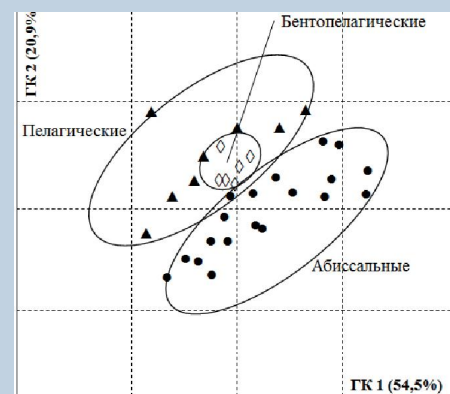 Бентопелагические
ГК 2 (20,9%
Пелагические
Абиссальные
ГК 1 (54,5%)